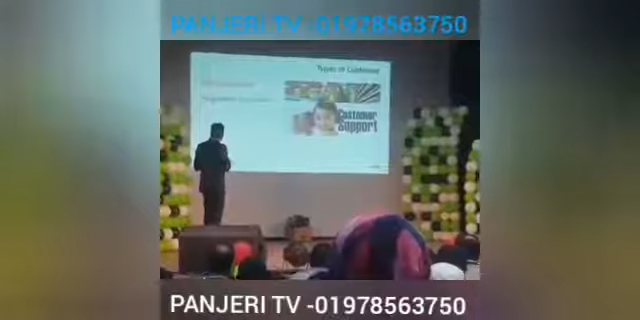 PANJERI TV -01978563750
Types of Customer
Customer
Support
PANJERI TV -01978563750